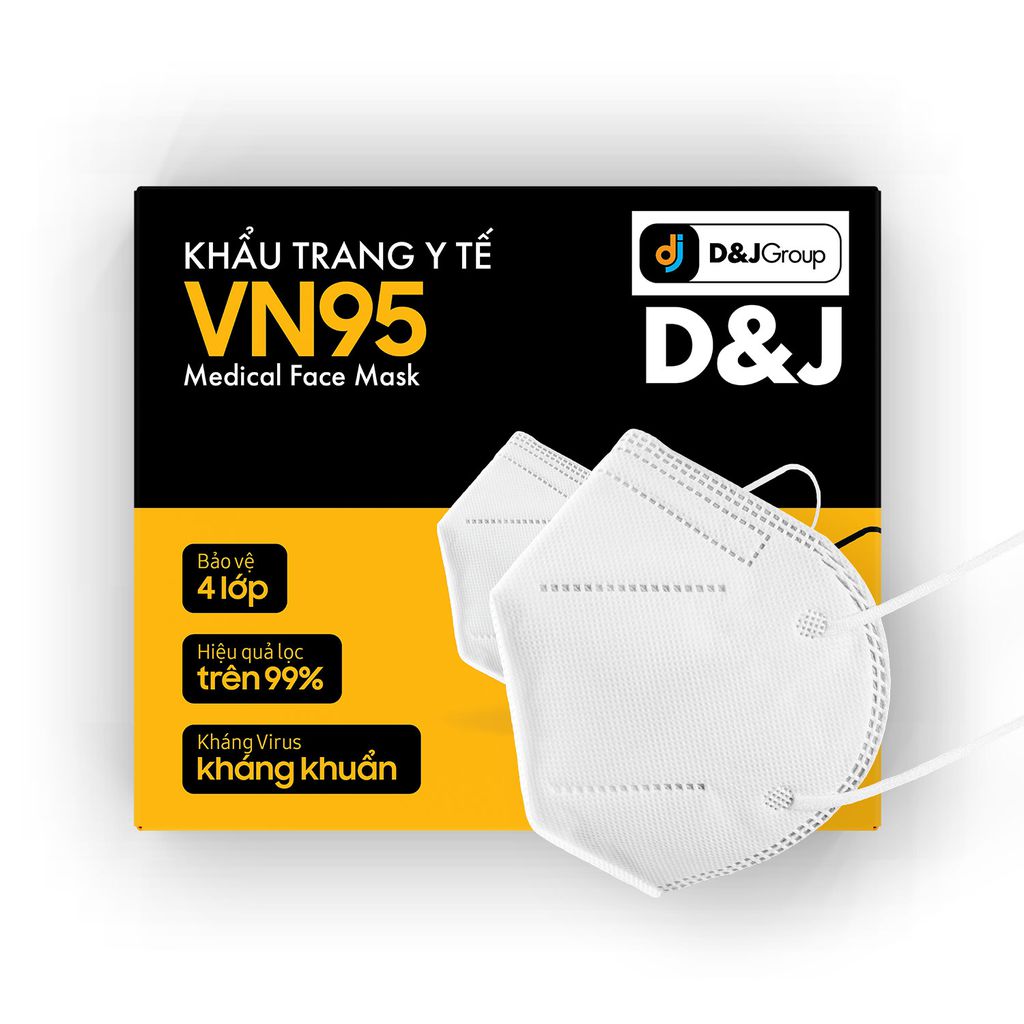 KHẨU TRANG Y TẾ
VN95
Medical Face Mask
dj D&JGroup
D&J
Bảo vệ
4 lớp
Hiệu quả lọc
trên 99%
Kháng Virus
kháng khuẩn